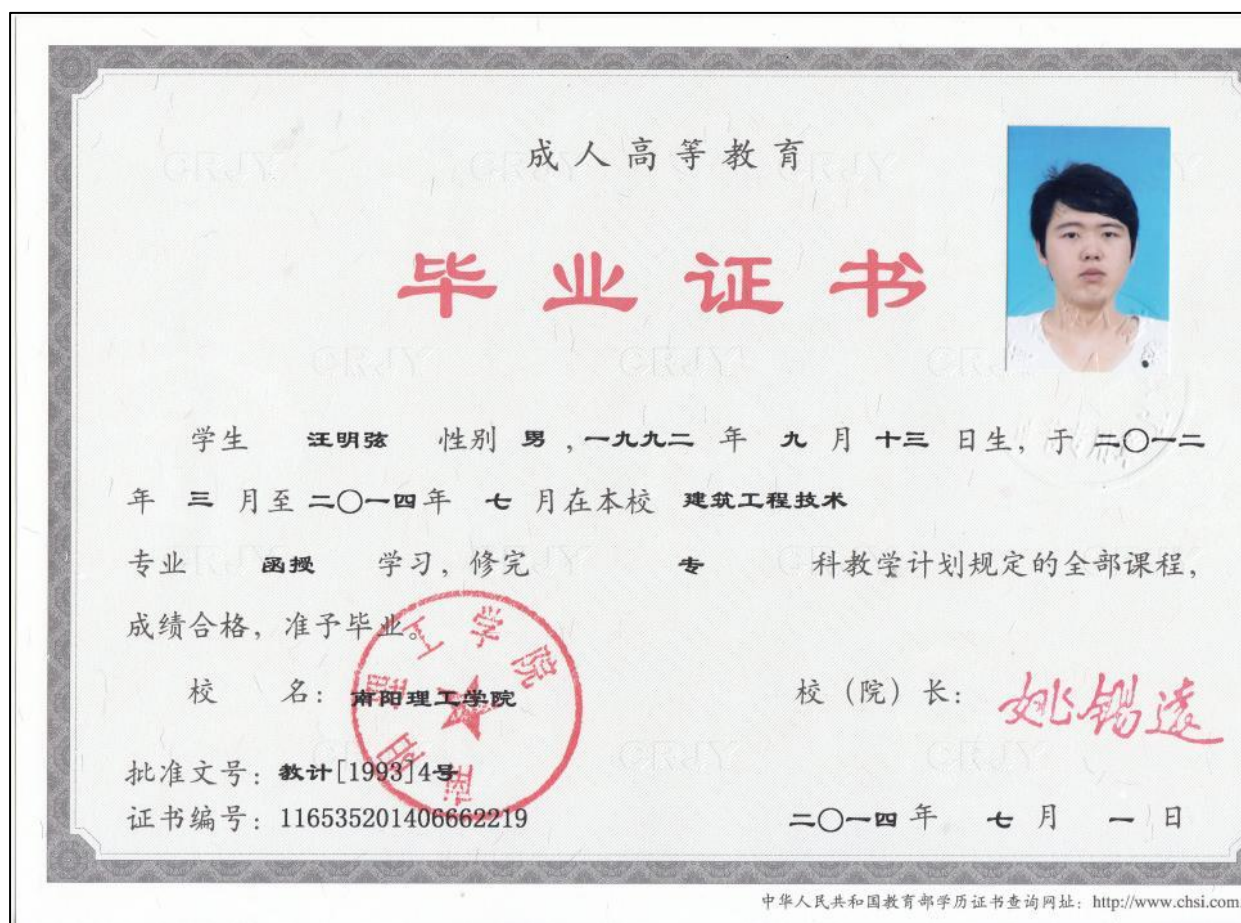 成人高等教育
毕业证书
学生 汪明弦 性别 男,一九九二 年 九 月 十三 日生,于 二〇一二
年 三 月至 二〇一四年 七 月在本校 建筑工程技术
专业 函授 学习,修完 专 科教学计划规定的全部课程,
成绩合格,准予毕业。
校 名:南阳理工学院
校(院)长:姚锡远
批准文号:教计[1993]4号
证书编号:116535201406662219
二〇一四年 七 月 一 日
中华人民共和国教育部学历证书查询网址:http://www.chsi.com